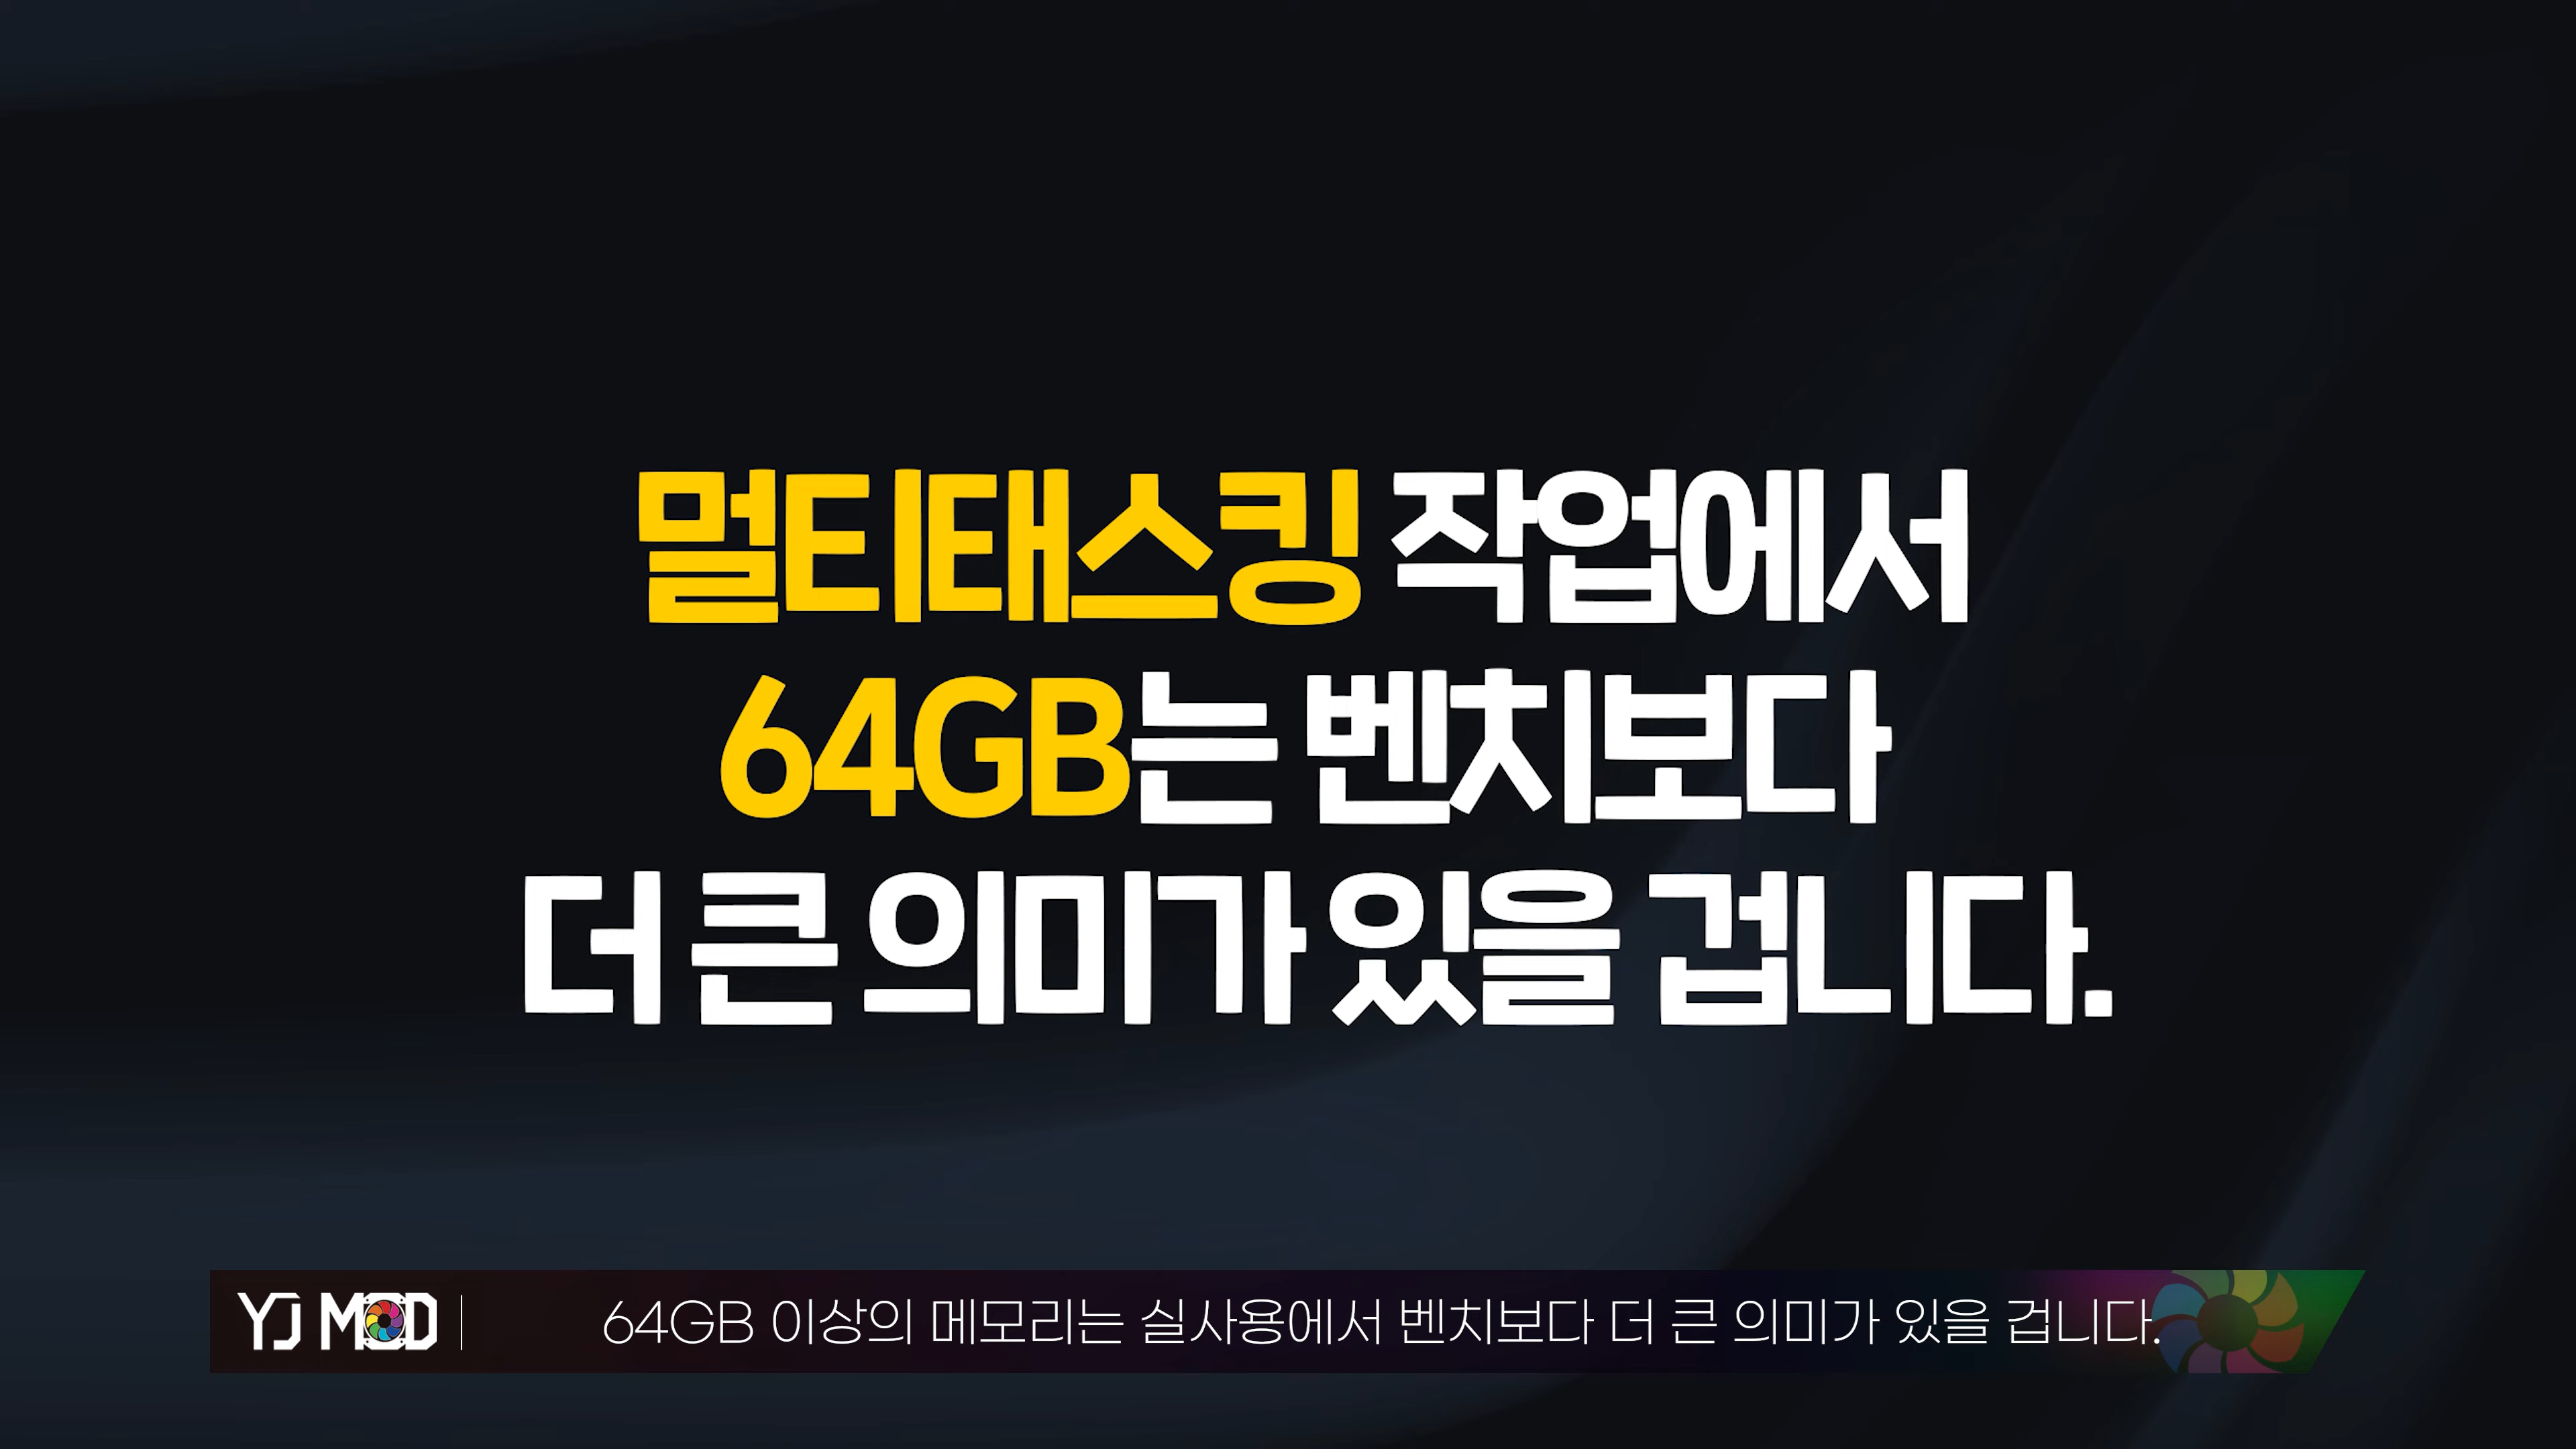 멀티태스킹 작업에서
64GB는 벤치보다
더 큰 의미가 있을 겁니다.
YJ MOD
64GB 이상의 메모리는 실사용에서 벤치보다 더 큰 의미가 있을 겁니다.